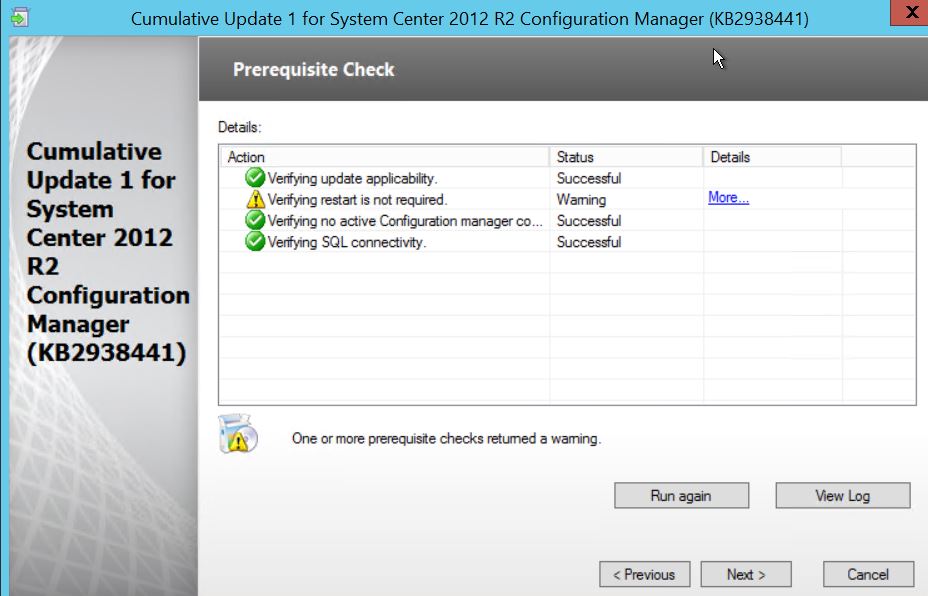 Cumulative Update 1 for System Center 2012 R2 Configuration Manager (KB2938441)
X
Prerequisite Check
Cumulative
Update 1 for
System
Center 2012
R2
Configuration
Manager
(KB2938441)
Details:
Action Status Details
Verifying update applicability. Successful
Verifying restart is not required. Warning More...
Verifying no active Configuration manager co... Successful
Verifying SQL connectivity. Successful
One or more prerequisite checks returned a warning.
Run again View Log
< Previous Next > Cancel